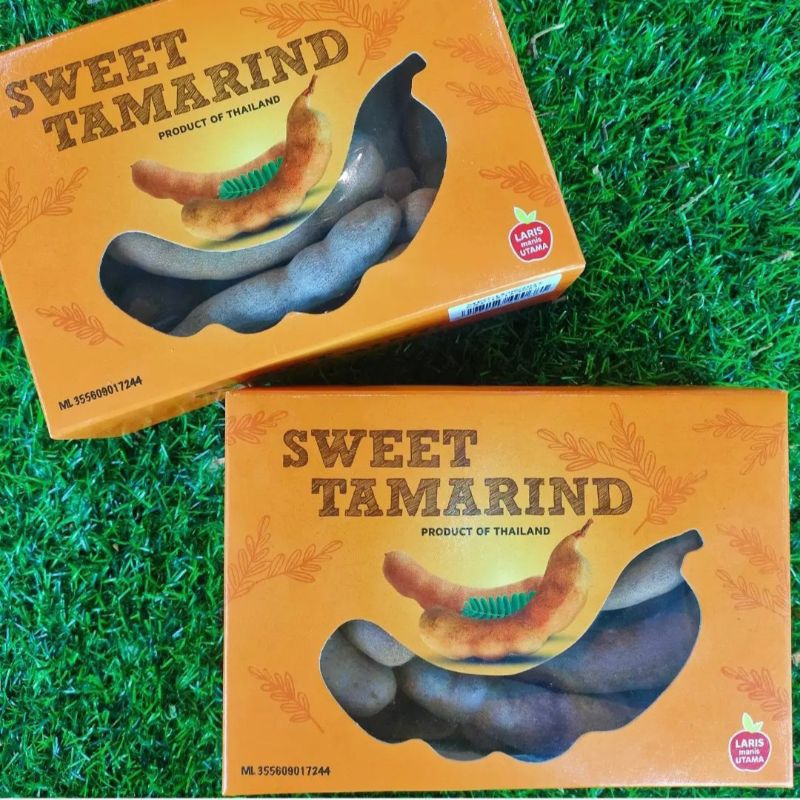 SWEET
TAMARIND
PRODUCT OF THAILAND
LARIS
manis
UTAMA
ML 355609017244
SWEET
TAMARIND
PRODUCT OF THAILAND
LARIS
manis
UTAMA
ML 355609017244